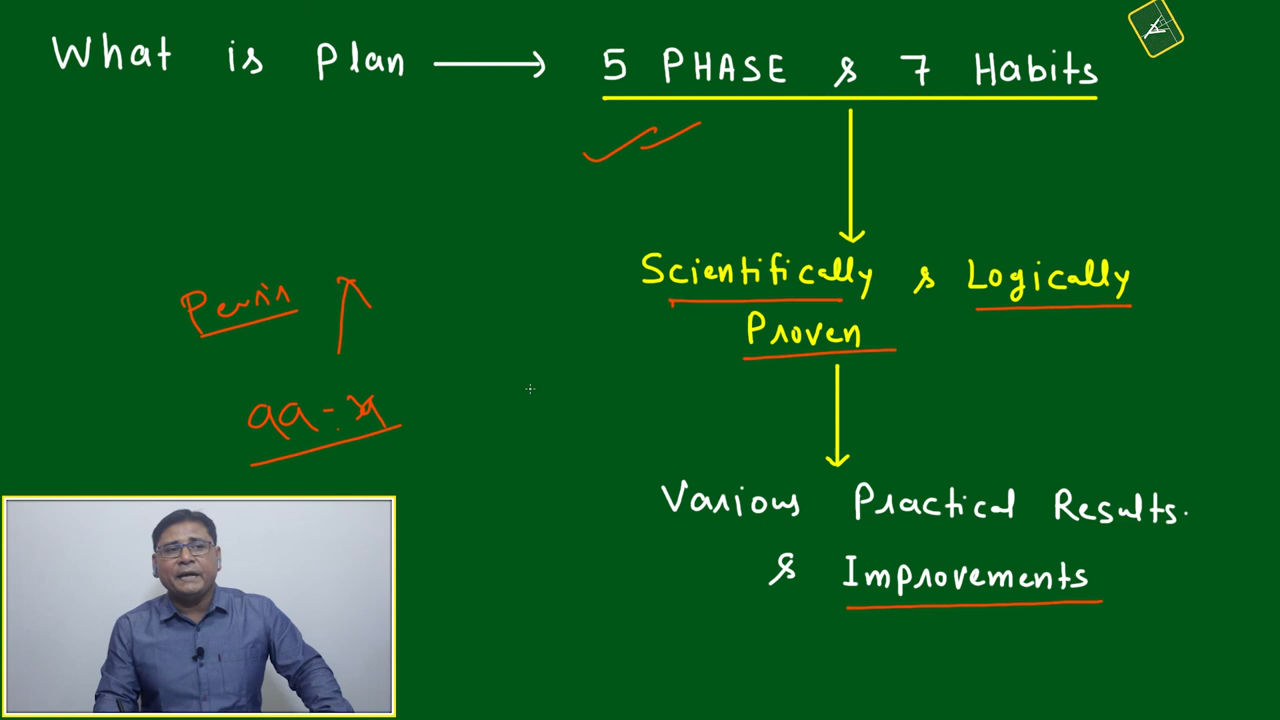 What is Plan → 5 PHASE & 7 Habits
Scientifically & Logically
Proven
Various Practical Results.
& Improvements